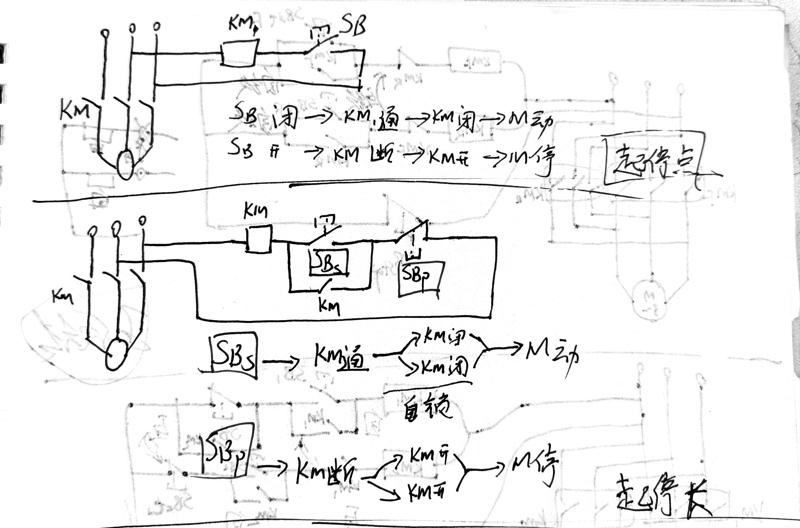 KM SB
KM
SB 闭 → KM 通 → KM 闭 → M 动
SB 开 → KM 断 → KM 开 → M 停
起停点
KM
SBs
SBp
KM
KM
SBs → KM 通 → KM 闭 → M 动
KM 闭
自锁
SBp → KM 断 → KM 开 → M 停
KM 开
起停长